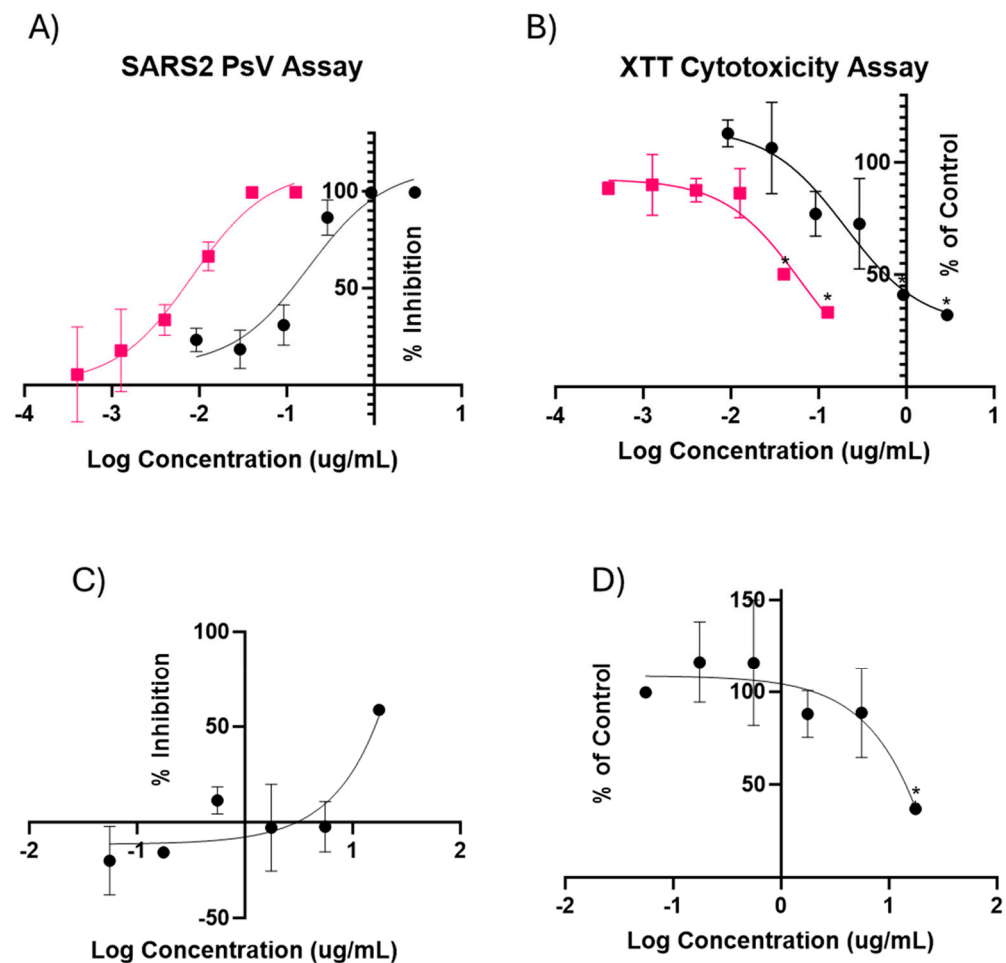 A)
SARS2 PsV Assay
100
50
% Inhibition
-4 -3 -2 -1 0 1
Log Concentration (ug/mL)
B)
XTT Cytotoxicity Assay
100
50
% of Control
* * * *
-4 -3 -2 -1 0 1
Log Concentration (ug/mL)
C)
100
50
% Inhibition
-2 -1 1 2
-50
Log Concentration (ug/mL)
D)
150
100
50
% of Control
*
-2 -1 0 1 2
Log Concentration (ug/mL)